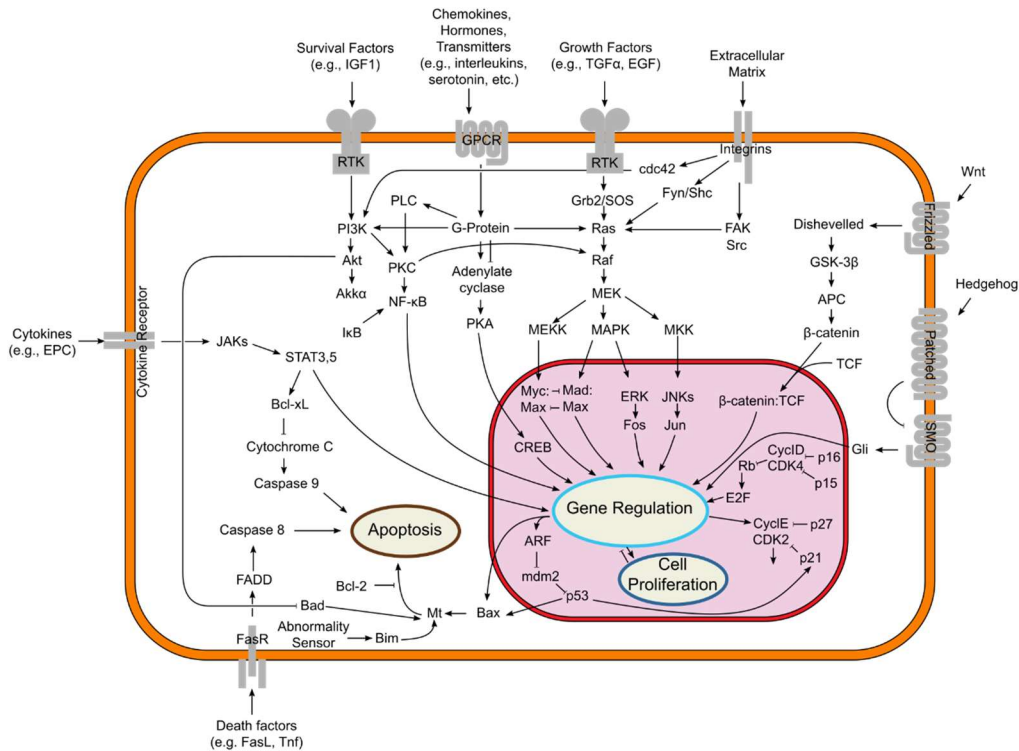 Chemokines,
Hormones,
Transmitters
(e.g., interleukins,
serotonin, etc.)
Survival Factors
(e.g., IGF1)
Growth Factors
(e.g., TGFα, EGF)
Extracellular
Matrix
RTK
GPCR
RTK
Integrins
cdc42
Fyn/Shc
Wnt
Frizzled
PLC
Grb2/SOS
PI3K
G-Protein
Ras
FAK
Src
Dishevelled
GSK-3β
Akt
PKC
Adenylate
cyclase
Raf
Akkα
NF-κB
MEK
APC
Hedgehog
Patched
IκB
PKA
MEKK
MAPK
MKK
β-catenin
TCF
Cytokines
(e.g., EPC)
Cytokine Receptor
JAKs
STAT3,5
Bcl-xL
Cytochrome C
Caspase 9
Myc:
Max
Mad:
Max
ERK
Fos
JNKs
Jun
β-catenin:TCF
CREB
SMO
Gli
CyclD
CDK4
Rb
p16
p15
E2F
Gene Regulation
CyclE
CDK2
p27
p21
Caspase 8
Apoptosis
ARF
mdm2
Cell
Proliferation
p53
FADD
Bcl-2
Bad
Mt
Bax
Abnormality
Sensor
Bim
FasR
Death factors
(e.g. FasL, Tnf)